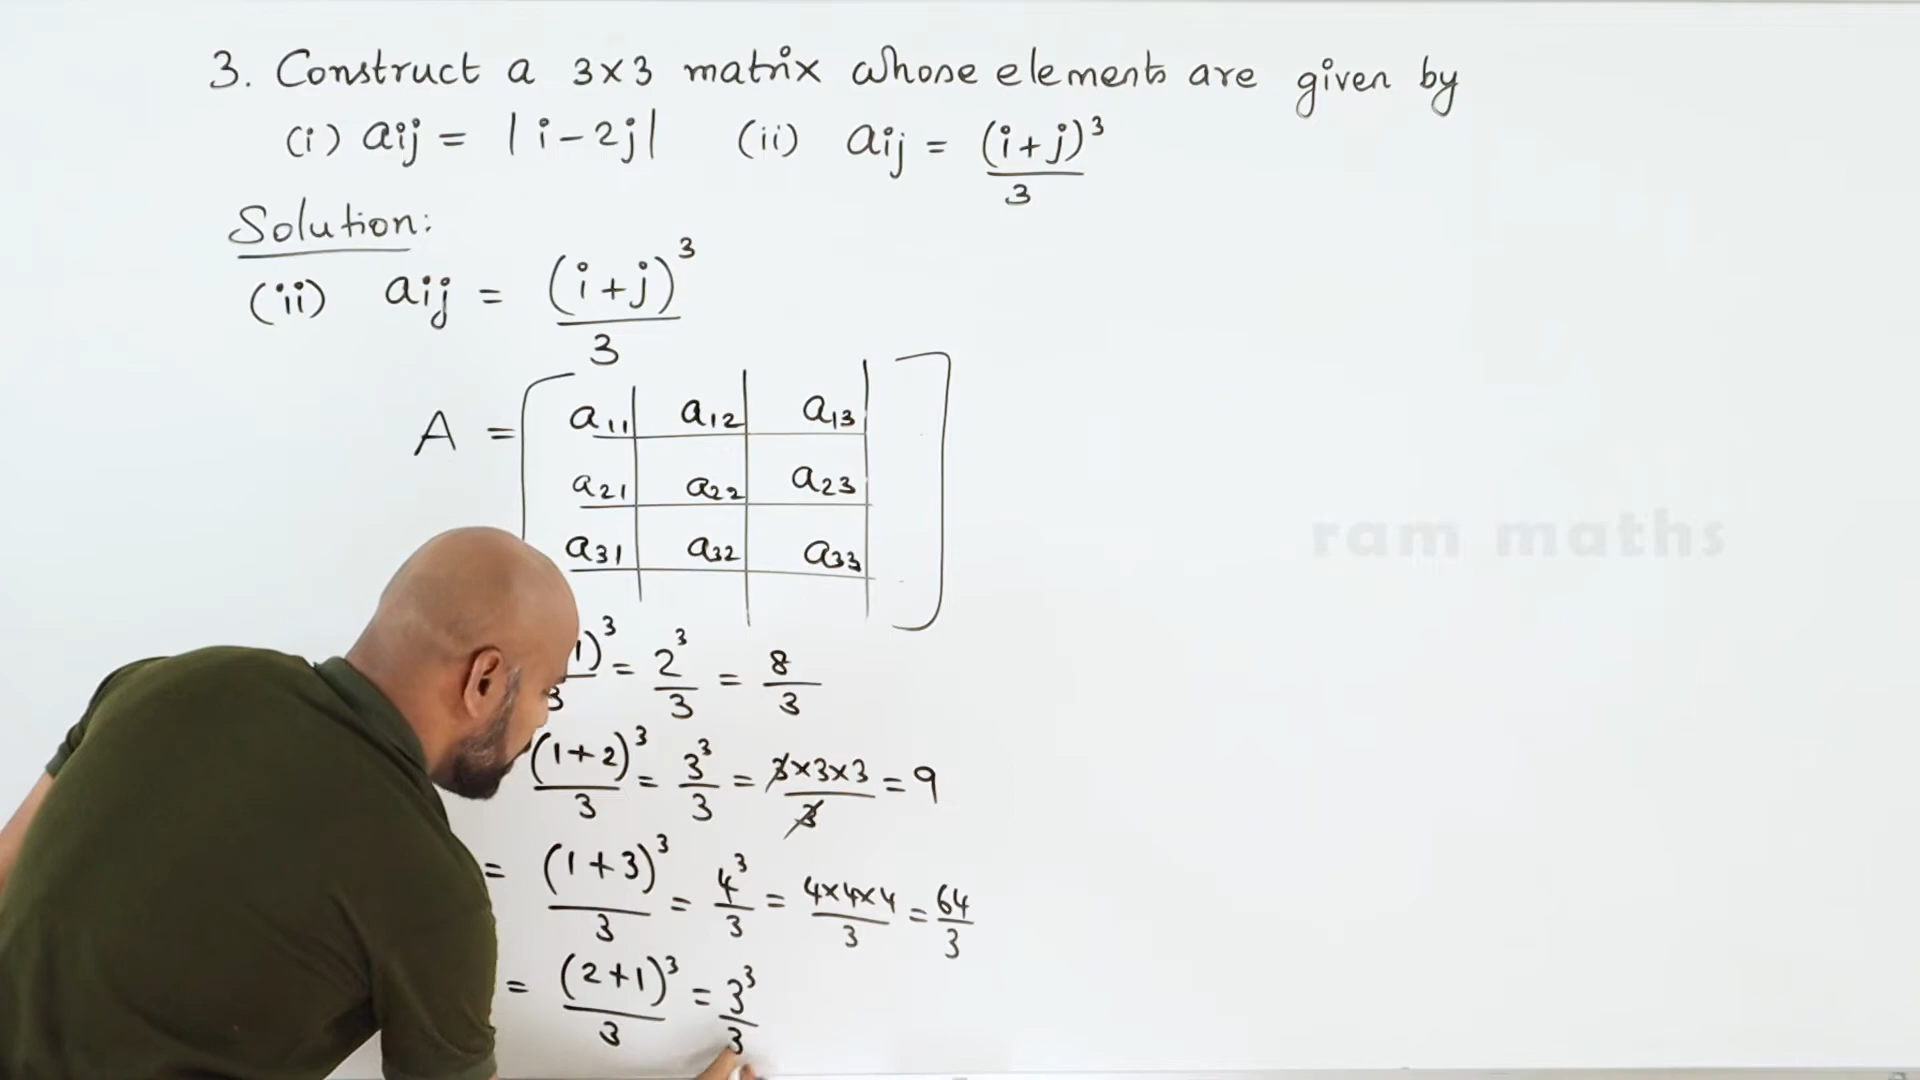 3. Construct a 3×3 matrix whose elements are given by
(i) aij = |i-2j| (ii) aij = (i+j)³/3
Solution:
(ii) aij = (i+j)³/3
A = [a11 a12 a13
a21 a22 a23
a31 a32 a33]
1)³/3 = 2³/3 = 8/3
(1+2)³/3 = 3³/3 = 3×3×3/3 = 9
= (1+3)³/3 = 4³/3 = 4×4×4/3 = 64/3
= (2+1)³/3 = 3³/3
ram maths